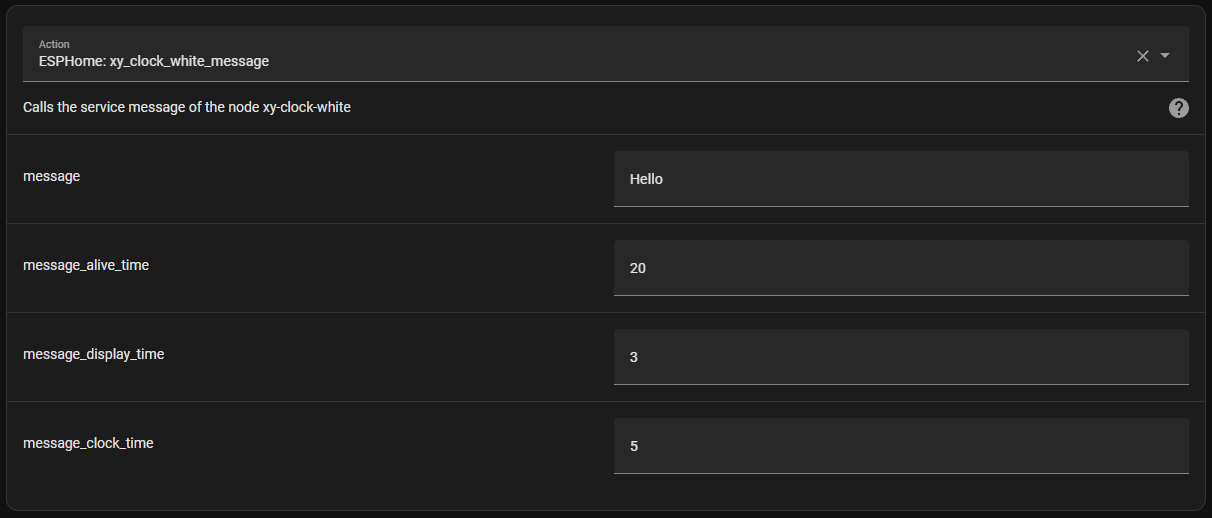 Action
ESPHome: xy_clock_white_message
Calls the service message of the node xy-clock-white
message
Hello
message_alive_time
20
message_display_time
3
message_clock_time
5